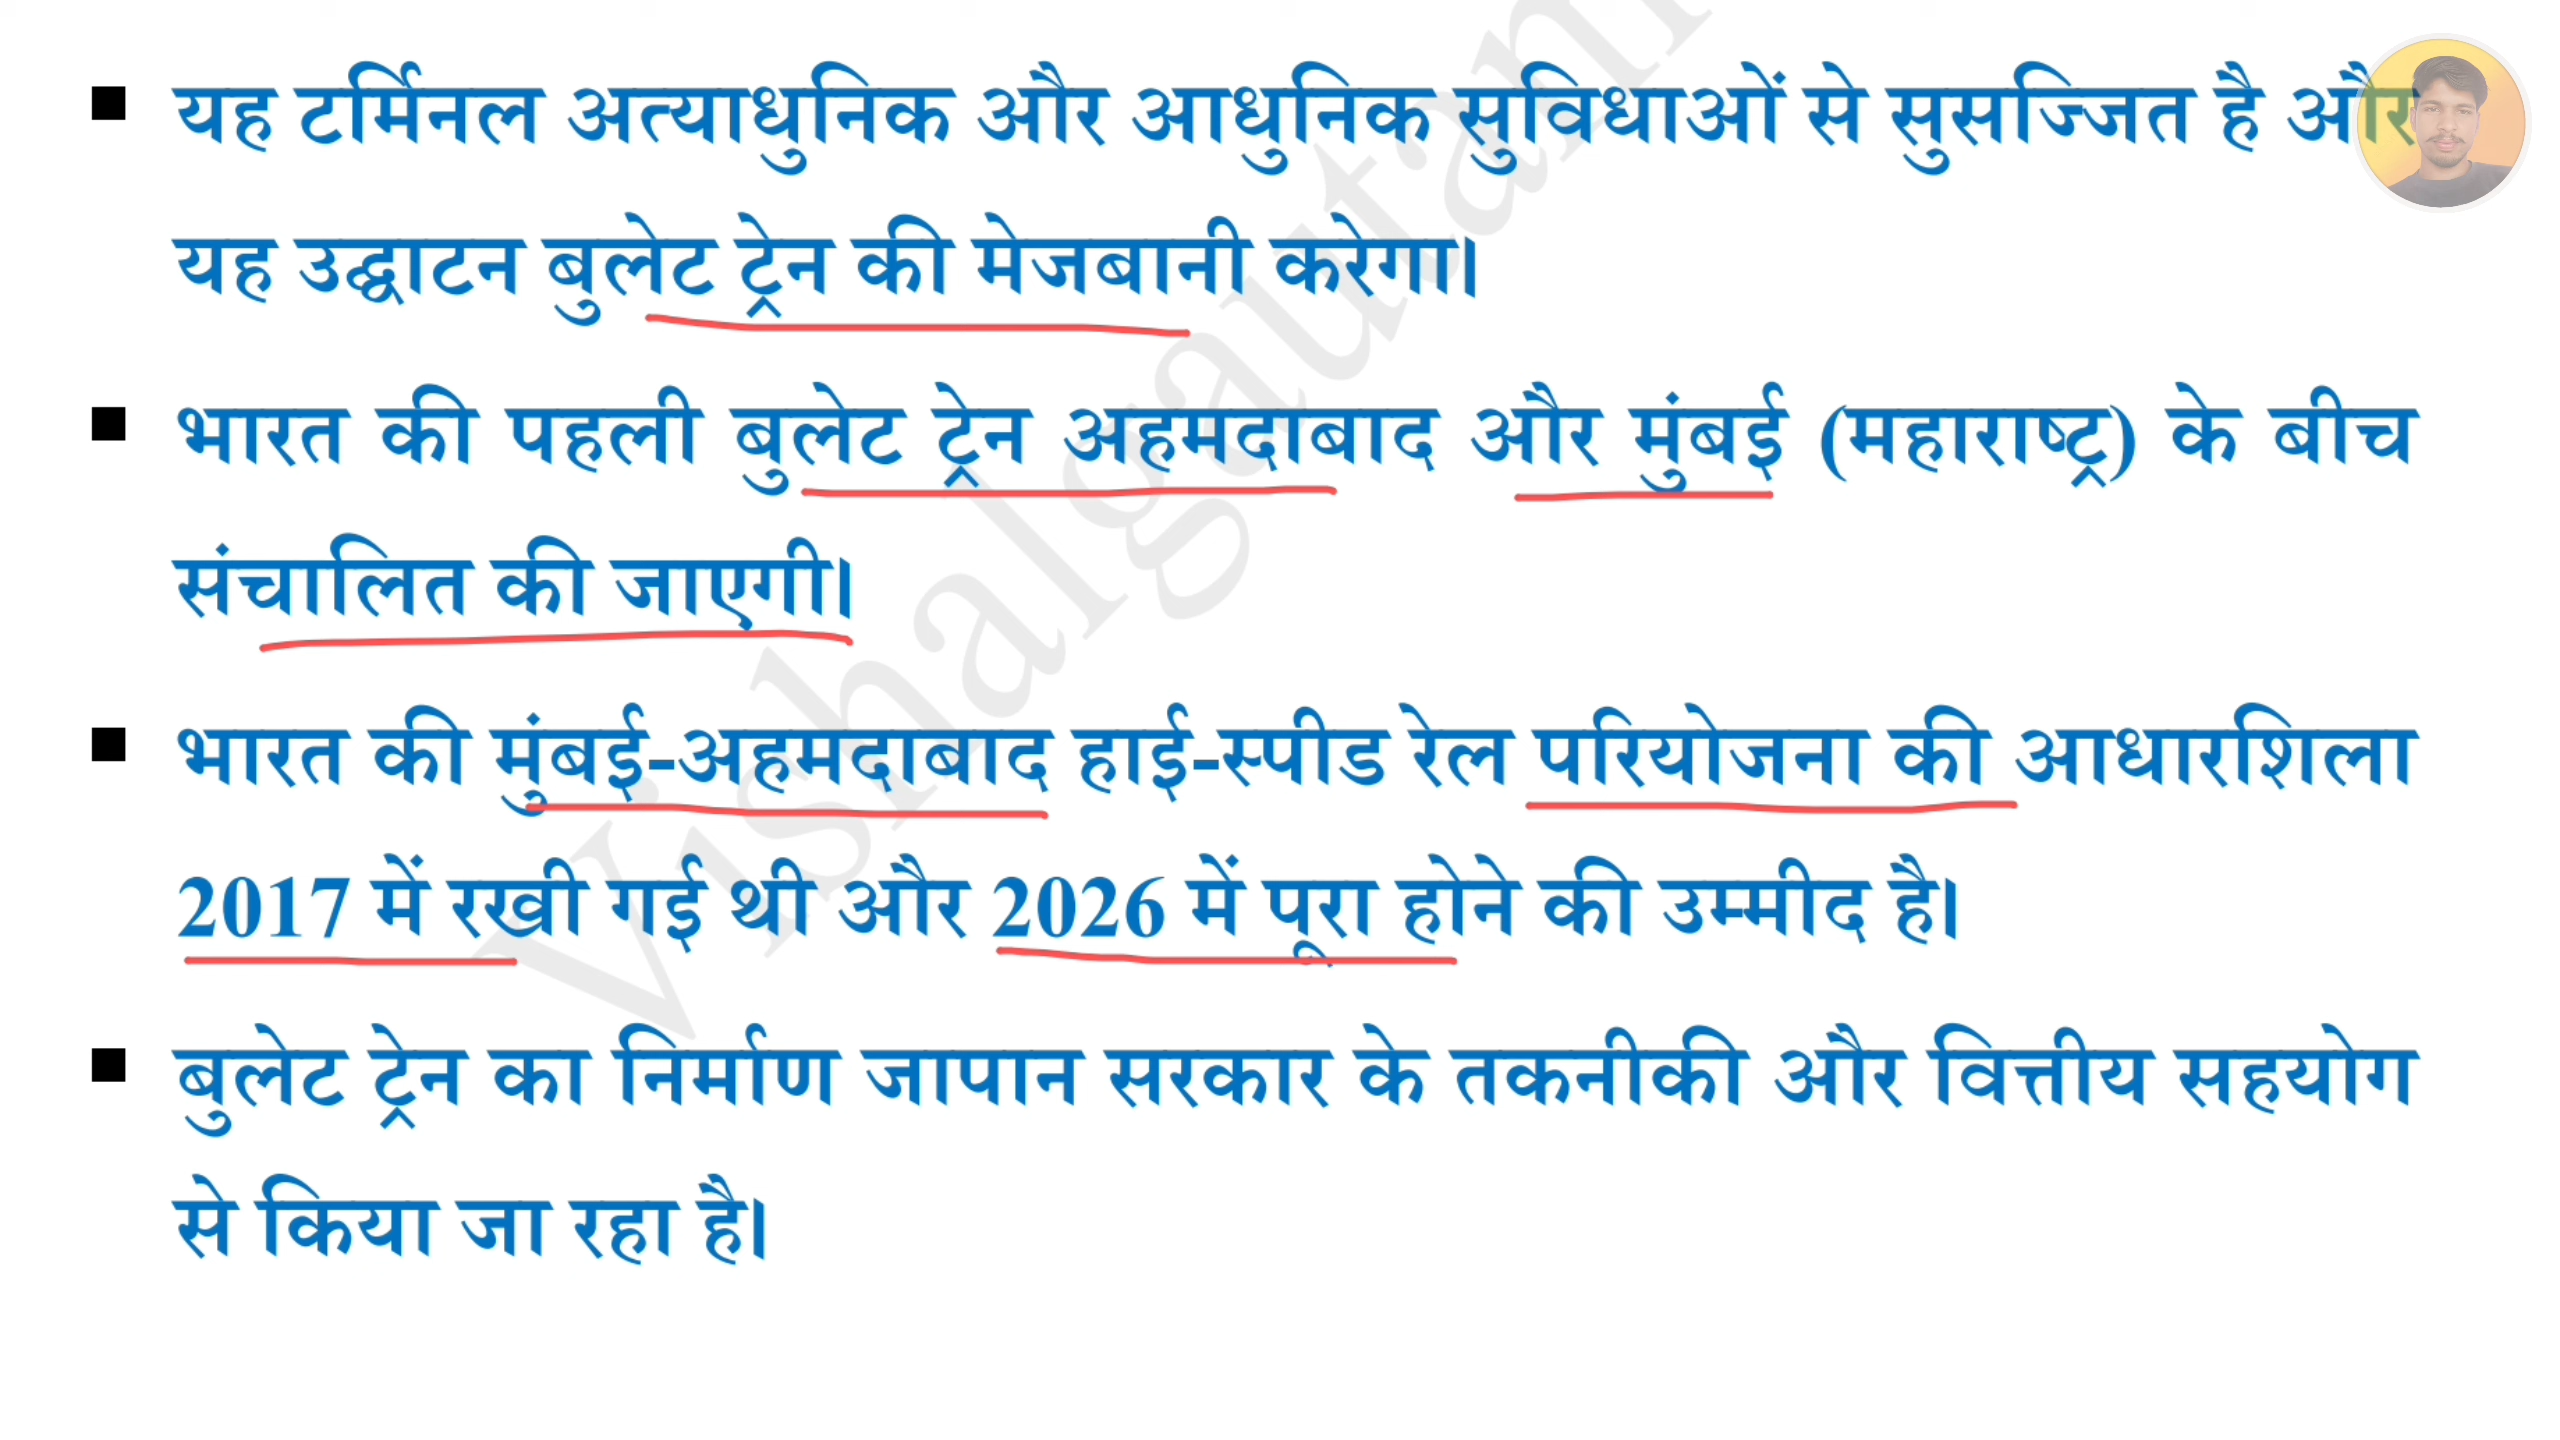 ▪ यह टर्मिनल अत्याधुनिक और आधुनिक सुविधाओं से सुसज्जित है और
यह उद्घाटन बुलेट ट्रेन की मेजबानी करेगा।
▪ भारत की पहली बुलेट ट्रेन अहमदाबाद और मुंबई (महाराष्ट्र) के बीच
संचालित की जाएगी।
▪ भारत की मुंबई-अहमदाबाद हाई-स्पीड रेल परियोजना की आधारशिला
2017 में रखी गई थी और 2026 में पूरा होने की उम्मीद है।
▪ बुलेट ट्रेन का निर्माण जापान सरकार के तकनीकी और वित्तीय सहयोग
से किया जा रहा है।
Vishalgautam